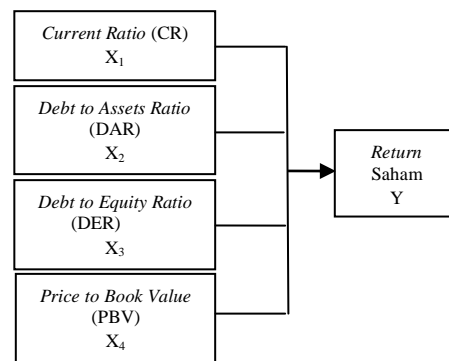 Current Ratio (CR)
X₁
Debt to Assets Ratio
(DAR)
X₂
Debt to Equity Ratio
(DER)
X₃
Price to Book Value
(PBV)
X₄
Return
Saham
Y